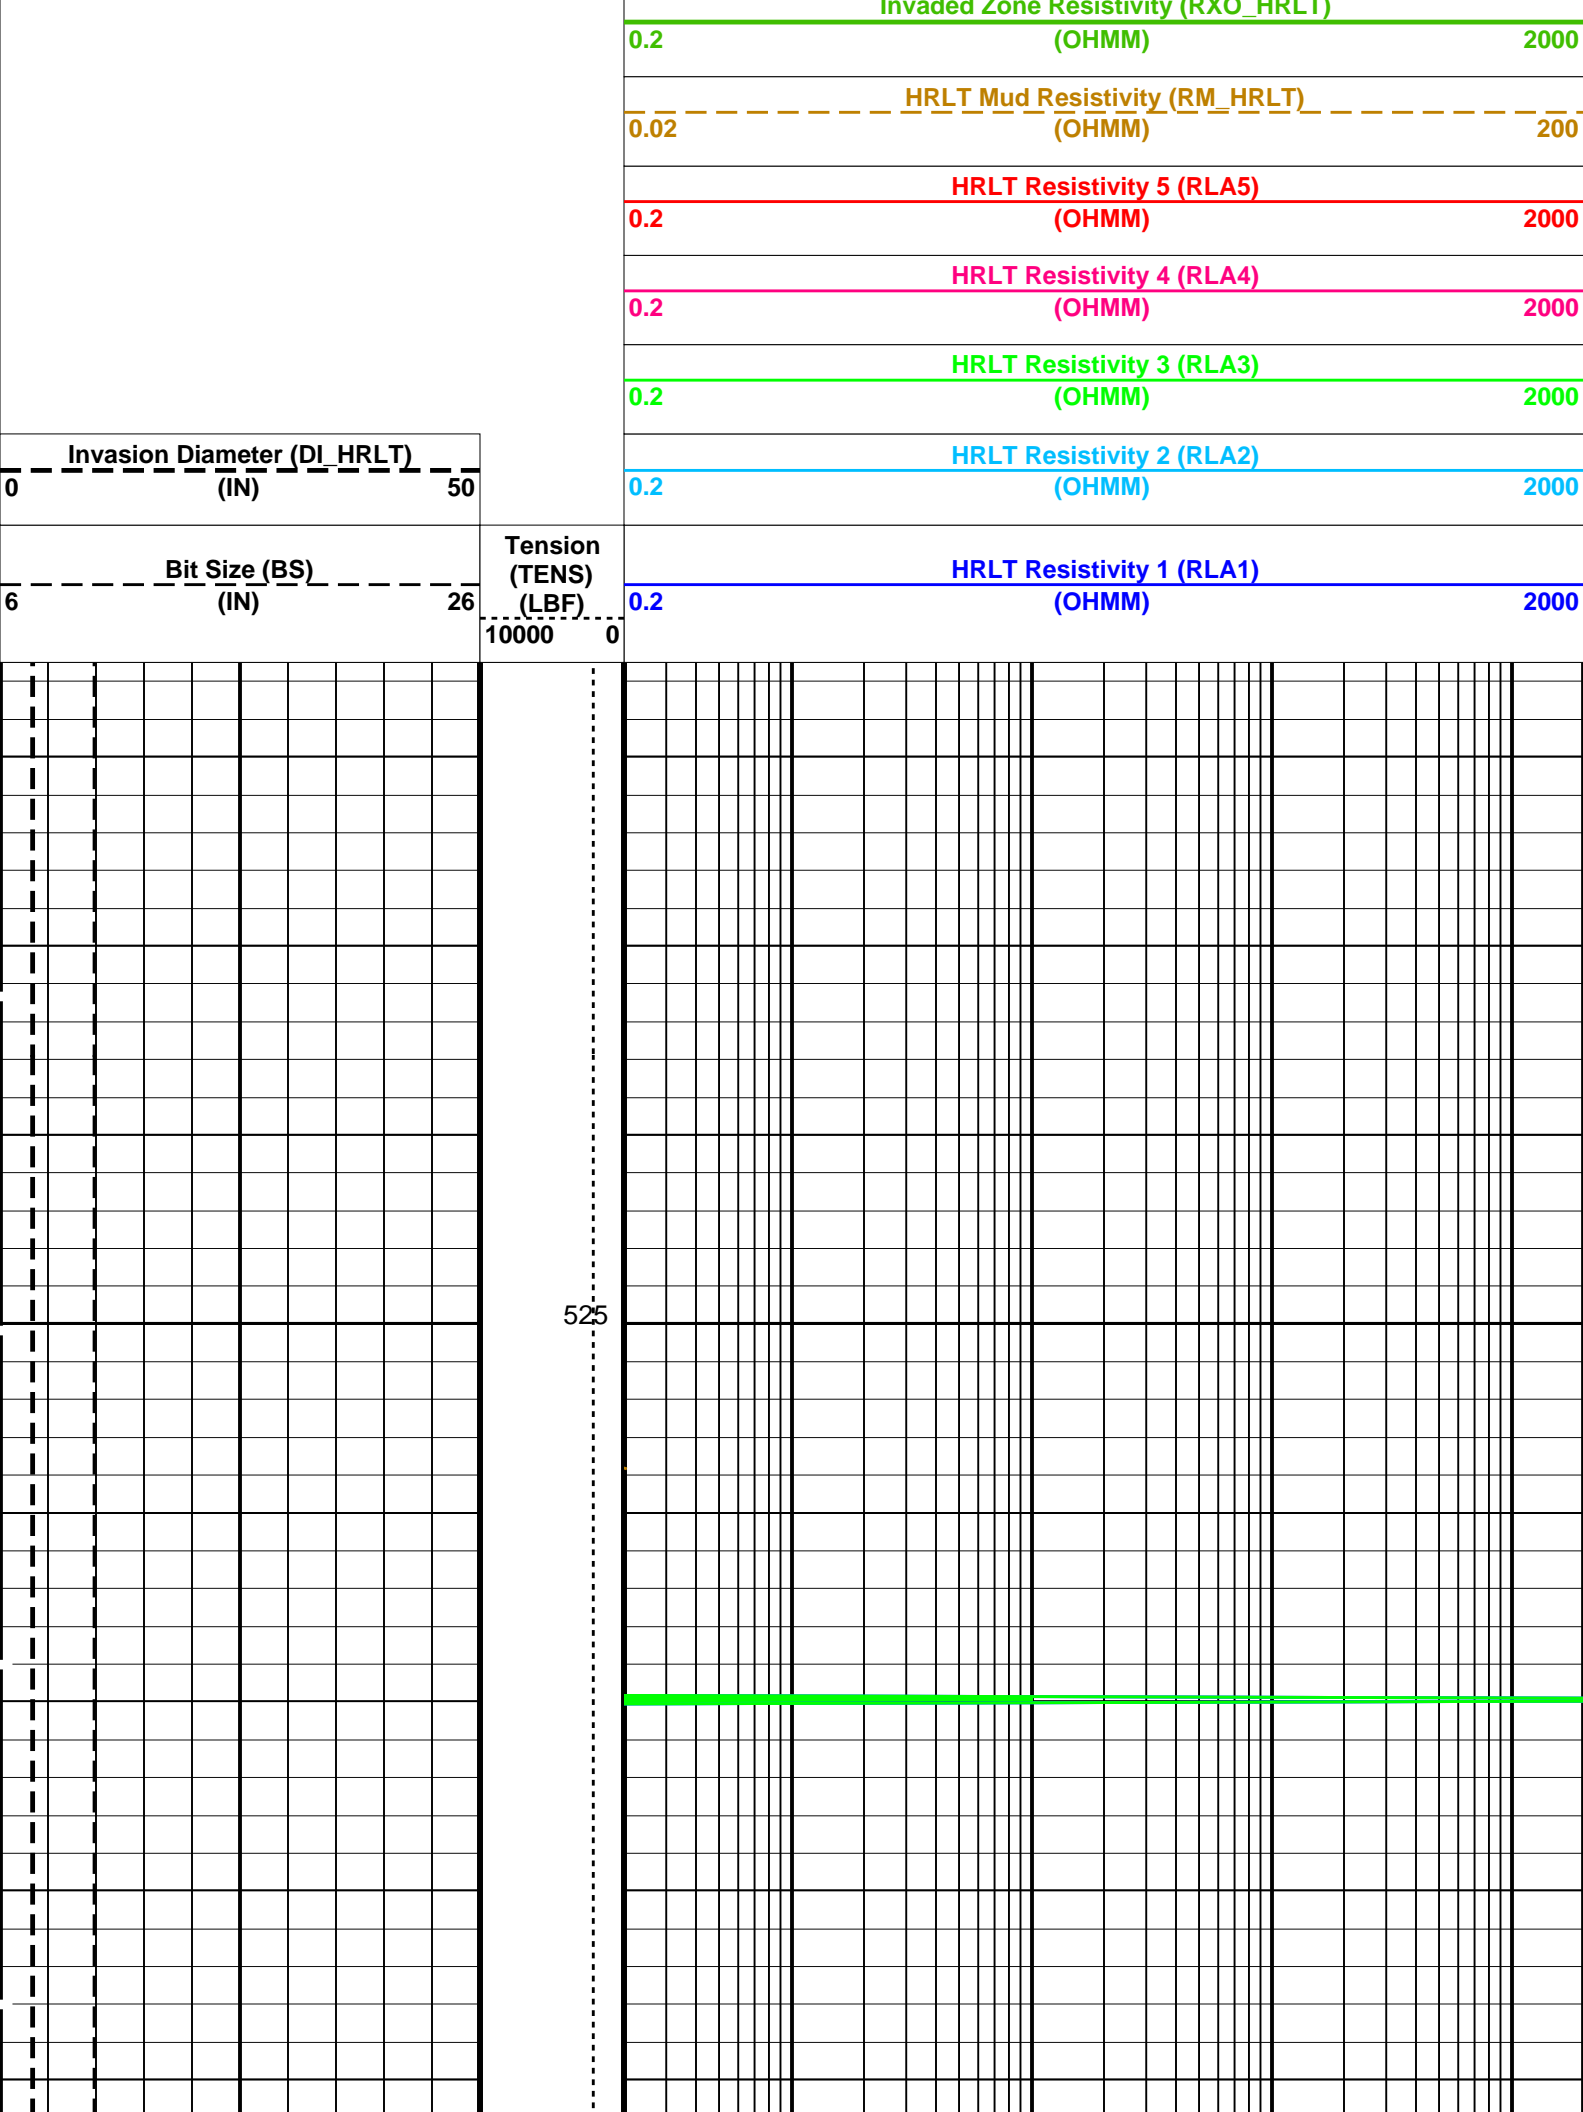 Invaded Zone Resistivity (RXO_HRLT)
0.2 (OHMM) 2000
HRLT Mud Resistivity (RM_HRLT)
0.02 (OHMM) 200
HRLT Resistivity 5 (RLA5)
0.2 (OHMM) 2000
HRLT Resistivity 4 (RLA4)
0.2 (OHMM) 2000
HRLT Resistivity 3 (RLA3)
0.2 (OHMM) 2000
Invasion Diameter (DI_HRLT)
0 (IN) 50
HRLT Resistivity 2 (RLA2)
0.2 (OHMM) 2000
Bit Size (BS)
6 (IN) 26
Tension
(TENS)
(LBF)
10000 0
HRLT Resistivity 1 (RLA1)
0.2 (OHMM) 2000
525